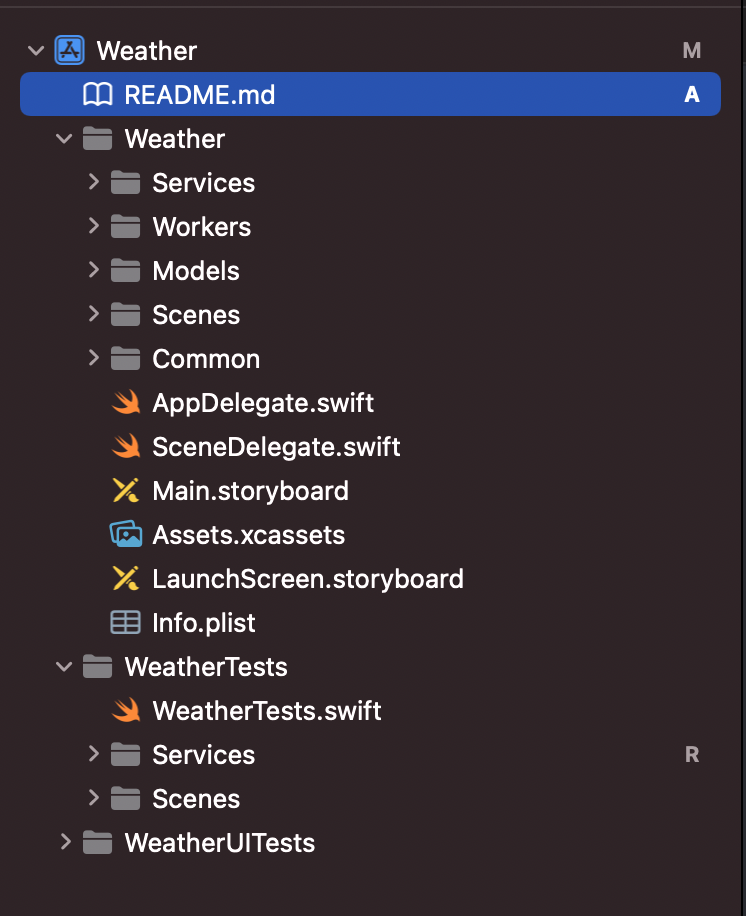 Weather M
README.md A
Weather
Services
Workers
Models
Scenes
Common
AppDelegate.swift
SceneDelegate.swift
Main.storyboard
Assets.xcassets
LaunchScreen.storyboard
Info.plist
WeatherTests
WeatherTests.swift
Services R
Scenes
WeatherUITests